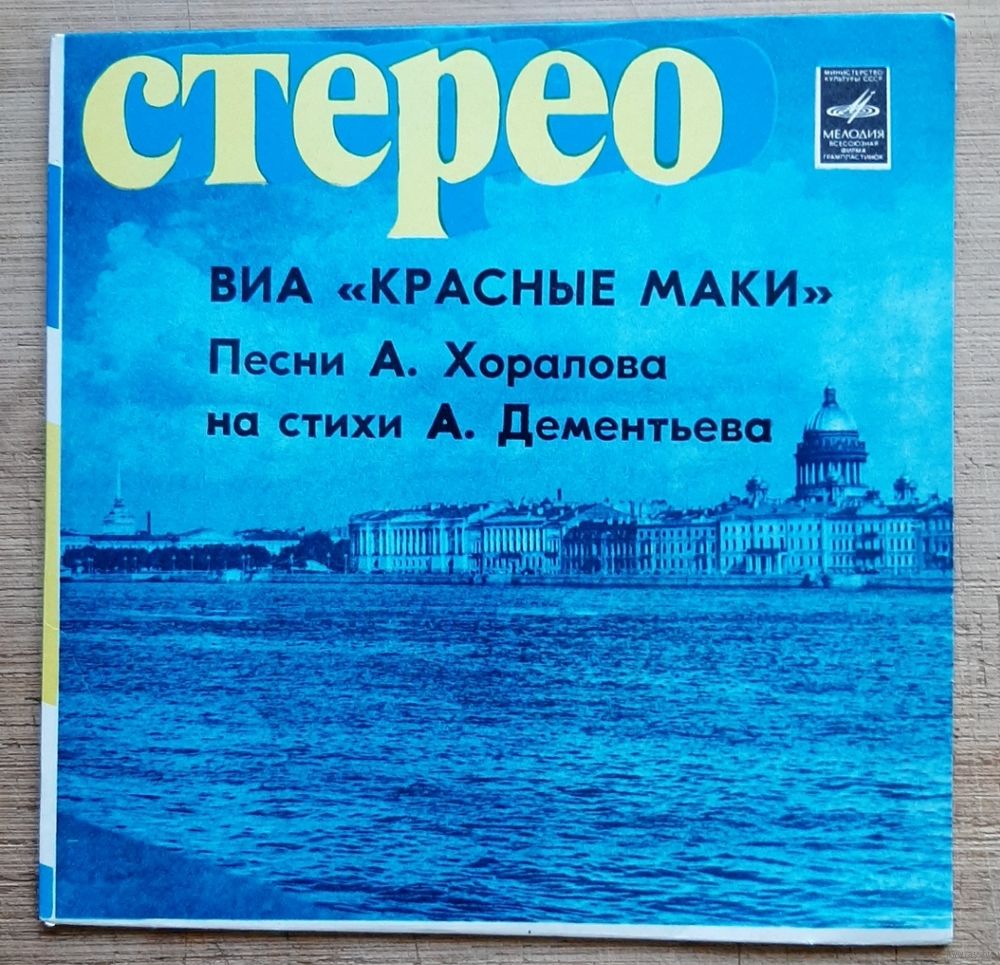 стерео
МИНИСТЕРСТВО
КУЛЬТУРЫ СССР
МЕЛОДИЯ
ВСЕСОЮЗНАЯ
ФИРМА
ГРАМПЛАСТИНОК
ВИА «КРАСНЫЕ МАКИ»
Песни А. Хоралова
на стихи А. Дементьева